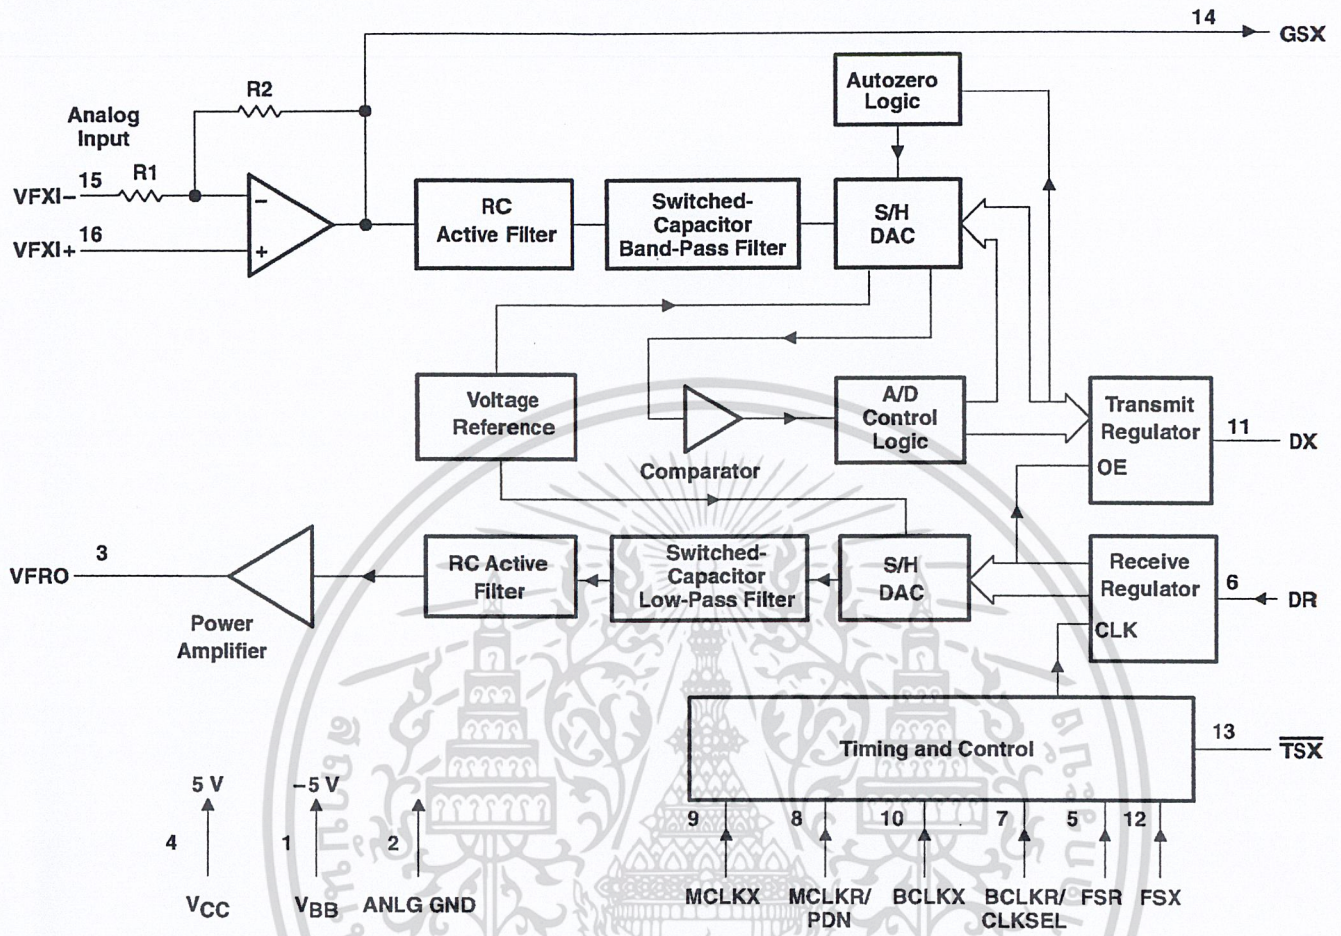 14
GSX
R2
Autozero
Logic
Analog
Input
VFXI−
15
R1
−
RC
Active Filter
Switched-
Capacitor
Band-Pass Filter
S/H
DAC
VFXI+
16
+
Voltage
Reference
A/D
Control
Logic
Transmit
Regulator
OE
11
DX
Comparator
VFRO
3
RC Active
Filter
Switched-
Capacitor
Low-Pass Filter
S/H
DAC
Receive
Regulator
CLK
6
DR
Power
Amplifier
Timing and Control
13
TSX
5 V
−5 V
4
1
2
VCC
VBB
ANLG GND
9
8
10
7
5
12
MCLKX
MCLKR/
PDN
BCLKX
BCLKR/
CLKSEL
FSR
FSX